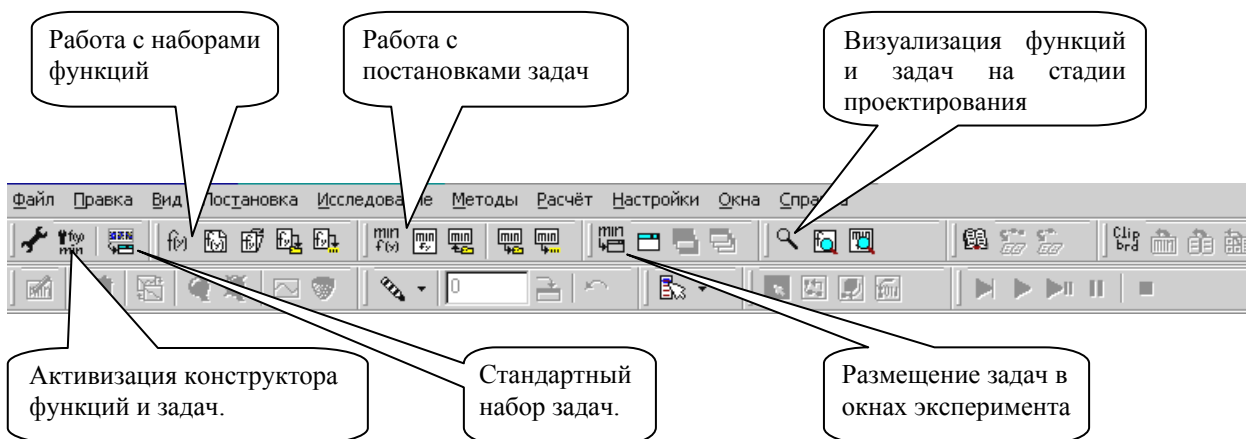 Работа с наборами
функций
Работа с
постановками задач
Визуализация функций
и задач на стадии
проектирования
Файл Правка Вид Постановка Исследование Методы Расчёт Настройки Окна
Clip
brd
0
Активизация конструктора
функций и задач.
Стандартный
набор задач.
Размещение задач в
окнах эксперимента